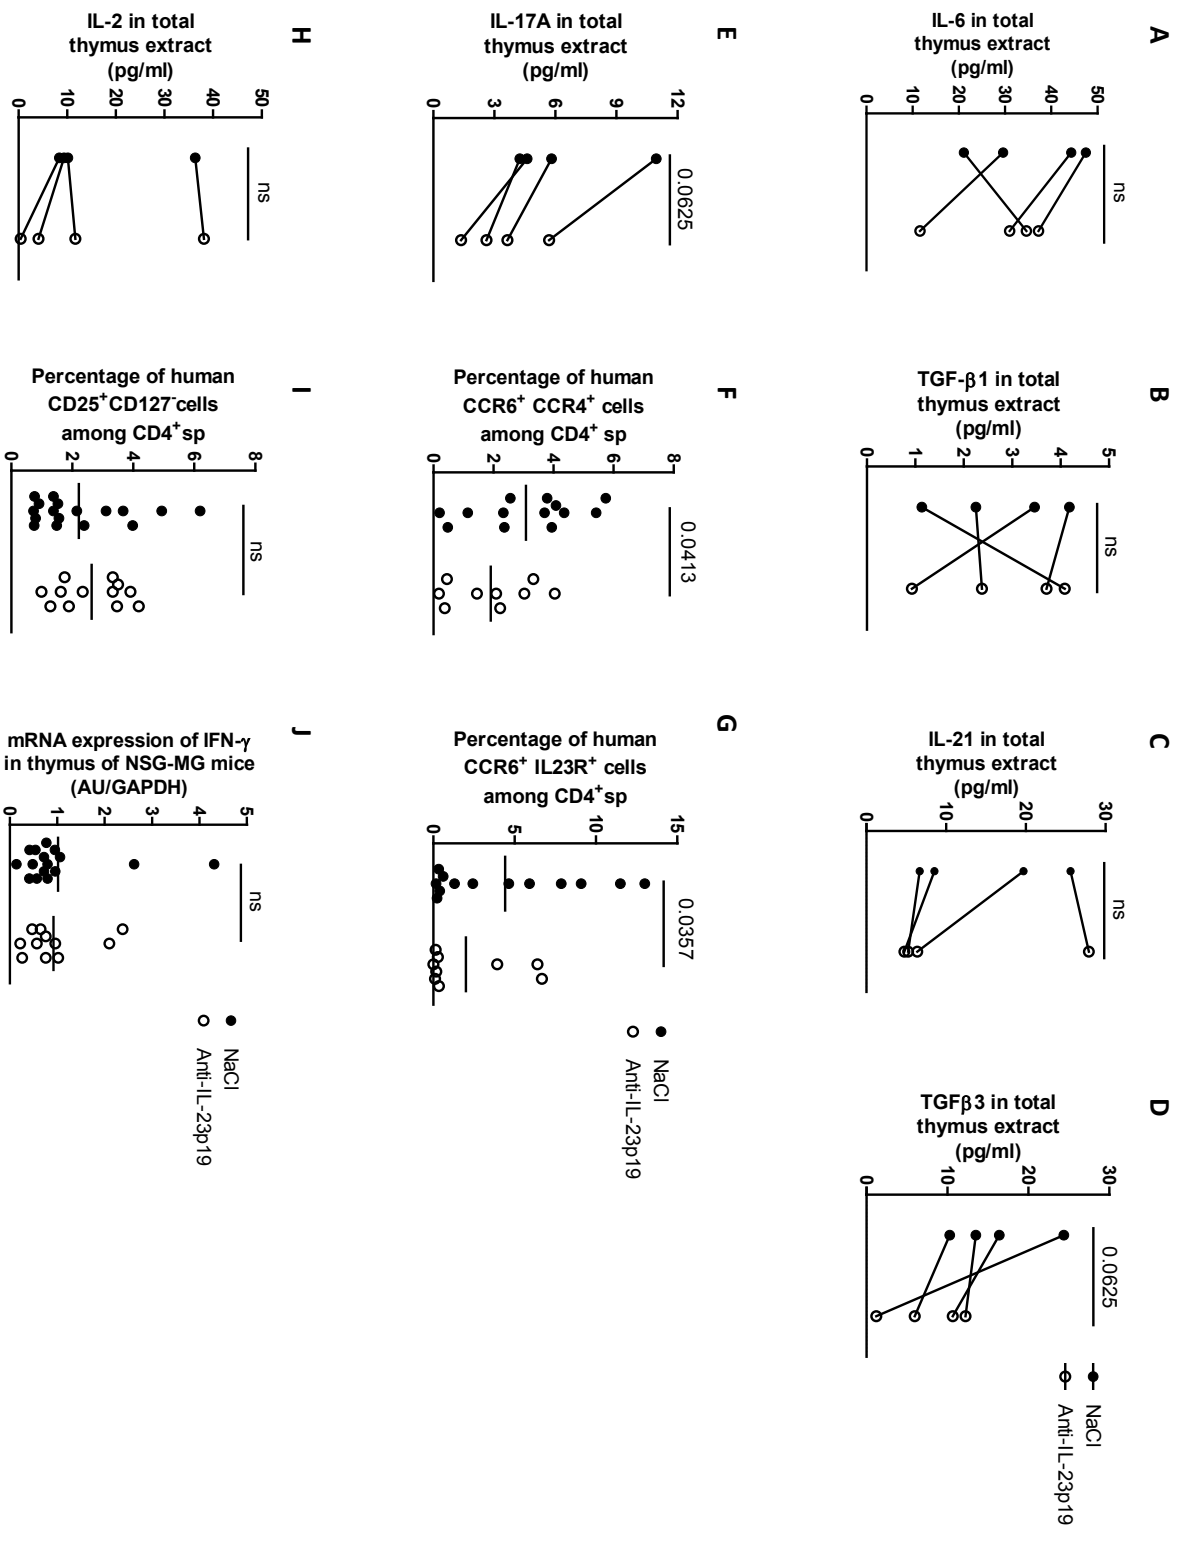 A
IL-6 in total
thymus extract
(pg/ml)
50
40
30
20
10
0
ns
B
TGF-β1 in total
thymus extract
(pg/ml)
5
4
3
2
1
0
ns
C
IL-21 in total
thymus extract
(pg/ml)
30
20
10
0
ns
D
TGFβ3 in total
thymus extract
(pg/ml)
30
20
10
0
0.0625
NaCl
Anti-IL-23p19
E
IL-17A in total
thymus extract
(pg/ml)
12
9
6
3
0
0.0625
F
Percentage of human
CCR6⁺ CCR4⁺ cells
among CD4⁺ sp
8
6
4
2
0
0.0413
G
Percentage of human
CCR6⁺ IL23R⁺ cells
among CD4⁺sp
15
10
5
0
0.0357
NaCl
Anti-IL-23p19
H
IL-2 in total
thymus extract
(pg/ml)
50
40
30
20
10
0
ns
I
Percentage of human
CD25⁺CD127⁻cells
among CD4⁺sp
8
6
4
2
0
ns
J
mRNA expression of IFN-γ
in thymus of NSG-MG mice
(AU/GAPDH)
5
4
3
2
1
0
ns
NaCl
Anti-IL-23p19